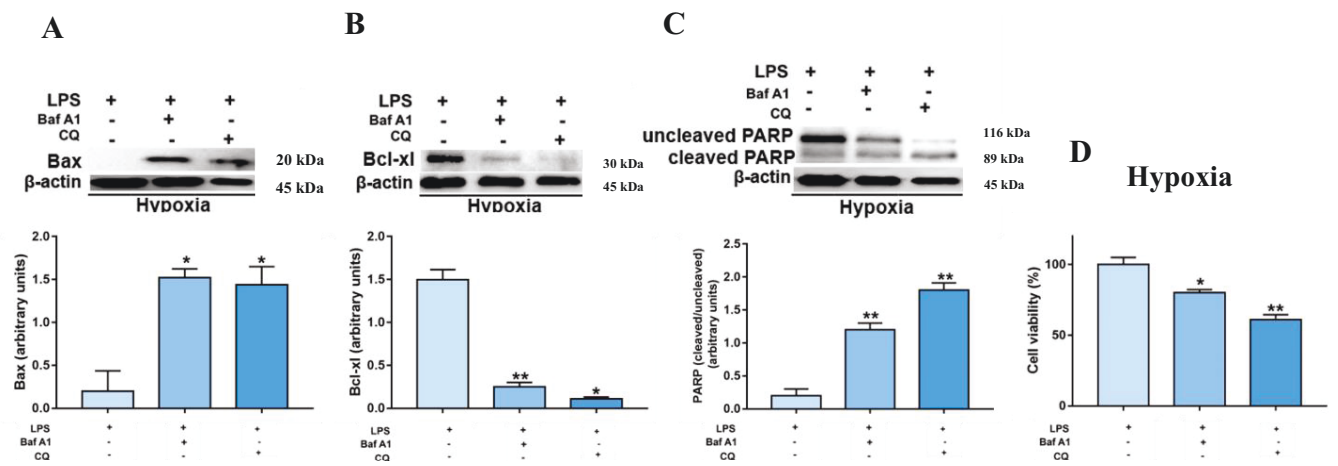 A
LPS + + +
Baf A1 - + -
CQ - - +
Bax 20 kDa
β-actin 45 kDa
Hypoxia
2.0
1.5
1.0
0.5
0.0
Bax (arbitrary units)
* *
LPS + + +
Baf A1 - + -
CQ - - +
B
LPS + + +
Baf A1 - + -
CQ - - +
Bcl-xl 30 kDa
β-actin 45 kDa
Hypoxia
2.0
1.5
1.0
0.5
0.0
Bcl-xl (arbitrary units)
** *
LPS + + +
Baf A1 - + -
CQ - - +
C
LPS + + +
Baf A1 - + -
CQ - - +
uncleaved PARP 116 kDa
cleaved PARP 89 kDa
β-actin 45 kDa
Hypoxia
2.5
2.0
1.5
1.0
0.5
0.0
PARP (cleaved/uncleaved)
(arbitrary units)
** **
LPS + + +
Baf A1 - + -
CQ - - +
D
Hypoxia
100
50
0
Cell viability (%)
* **
LPS + + +
Baf A1 - + -
CQ - - +